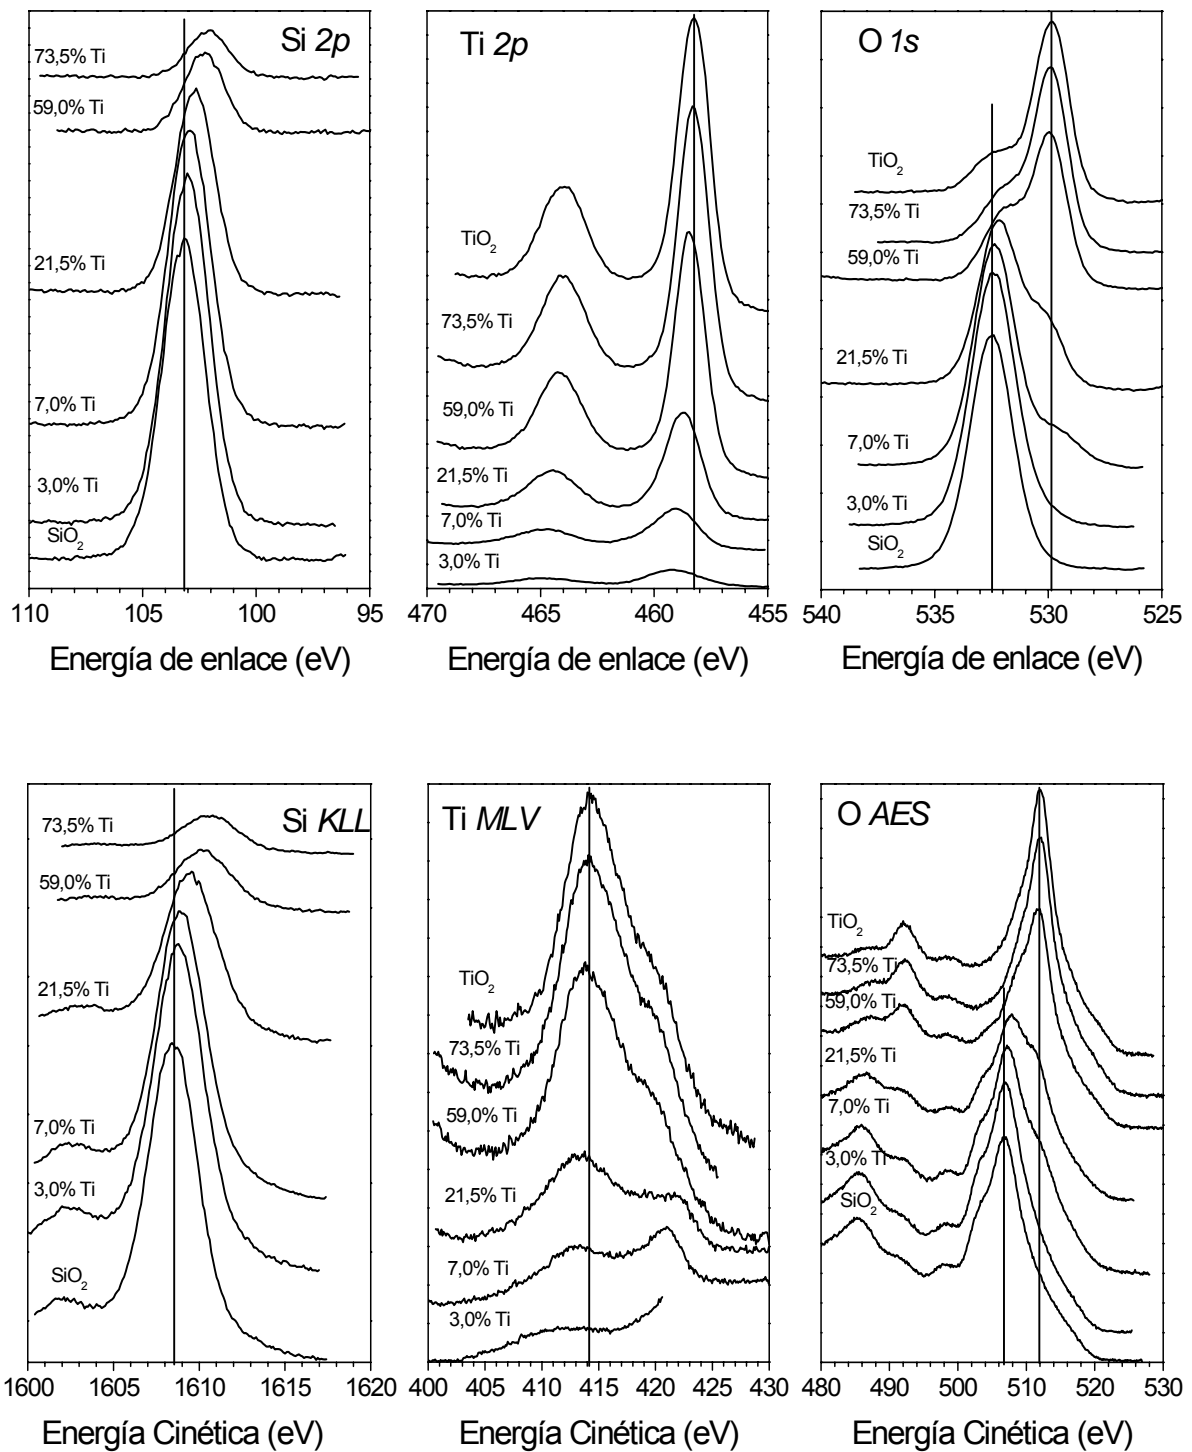 Si 2p
73,5% Ti
59,0% Ti
21,5% Ti
7,0% Ti
3,0% Ti
SiO2
110 105 100 95
Energía de enlace (eV)
Ti 2p
TiO2
73,5% Ti
59,0% Ti
21,5% Ti
7,0% Ti
3,0% Ti
470 465 460 455
Energía de enlace (eV)
O 1s
TiO2
73,5% Ti
59,0% Ti
21,5% Ti
7,0% Ti
3,0% Ti
SiO2
540 535 530 525
Energía de enlace (eV)
Si KLL
73,5% Ti
59,0% Ti
21,5% Ti
7,0% Ti
3,0% Ti
SiO2
1600 1605 1610 1615 1620
Energía Cinética (eV)
Ti MLV
TiO2
73,5% Ti
59,0% Ti
21,5% Ti
7,0% Ti
3,0% Ti
400 405 410 415 420 425 430
Energía Cinética (eV)
O AES
TiO2
73,5% Ti
59,0% Ti
21,5% Ti
7,0% Ti
3,0% Ti
SiO2
480 490 500 510 520 530
Energía Cinética (eV)